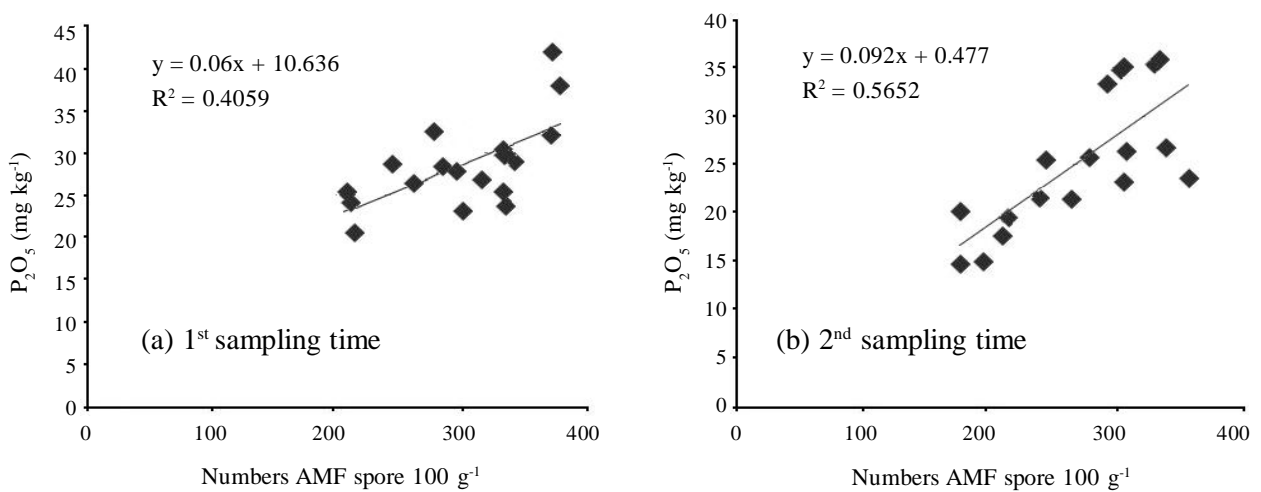 45
40
35
30
25
20
15
10
5
0
P₂O₅ (mg kg⁻¹)
y = 0.06x + 10.636
R² = 0.4059
(a) 1ˢᵗ sampling time
0 100 200 300 400
Numbers AMF spore 100 g⁻¹
40
35
30
25
20
15
10
5
0
P₂O₅ (mg kg⁻¹)
y = 0.092x + 0.477
R² = 0.5652
(b) 2ⁿᵈ sampling time
0 100 200 300 400
Numbers AMF spore 100 g⁻¹